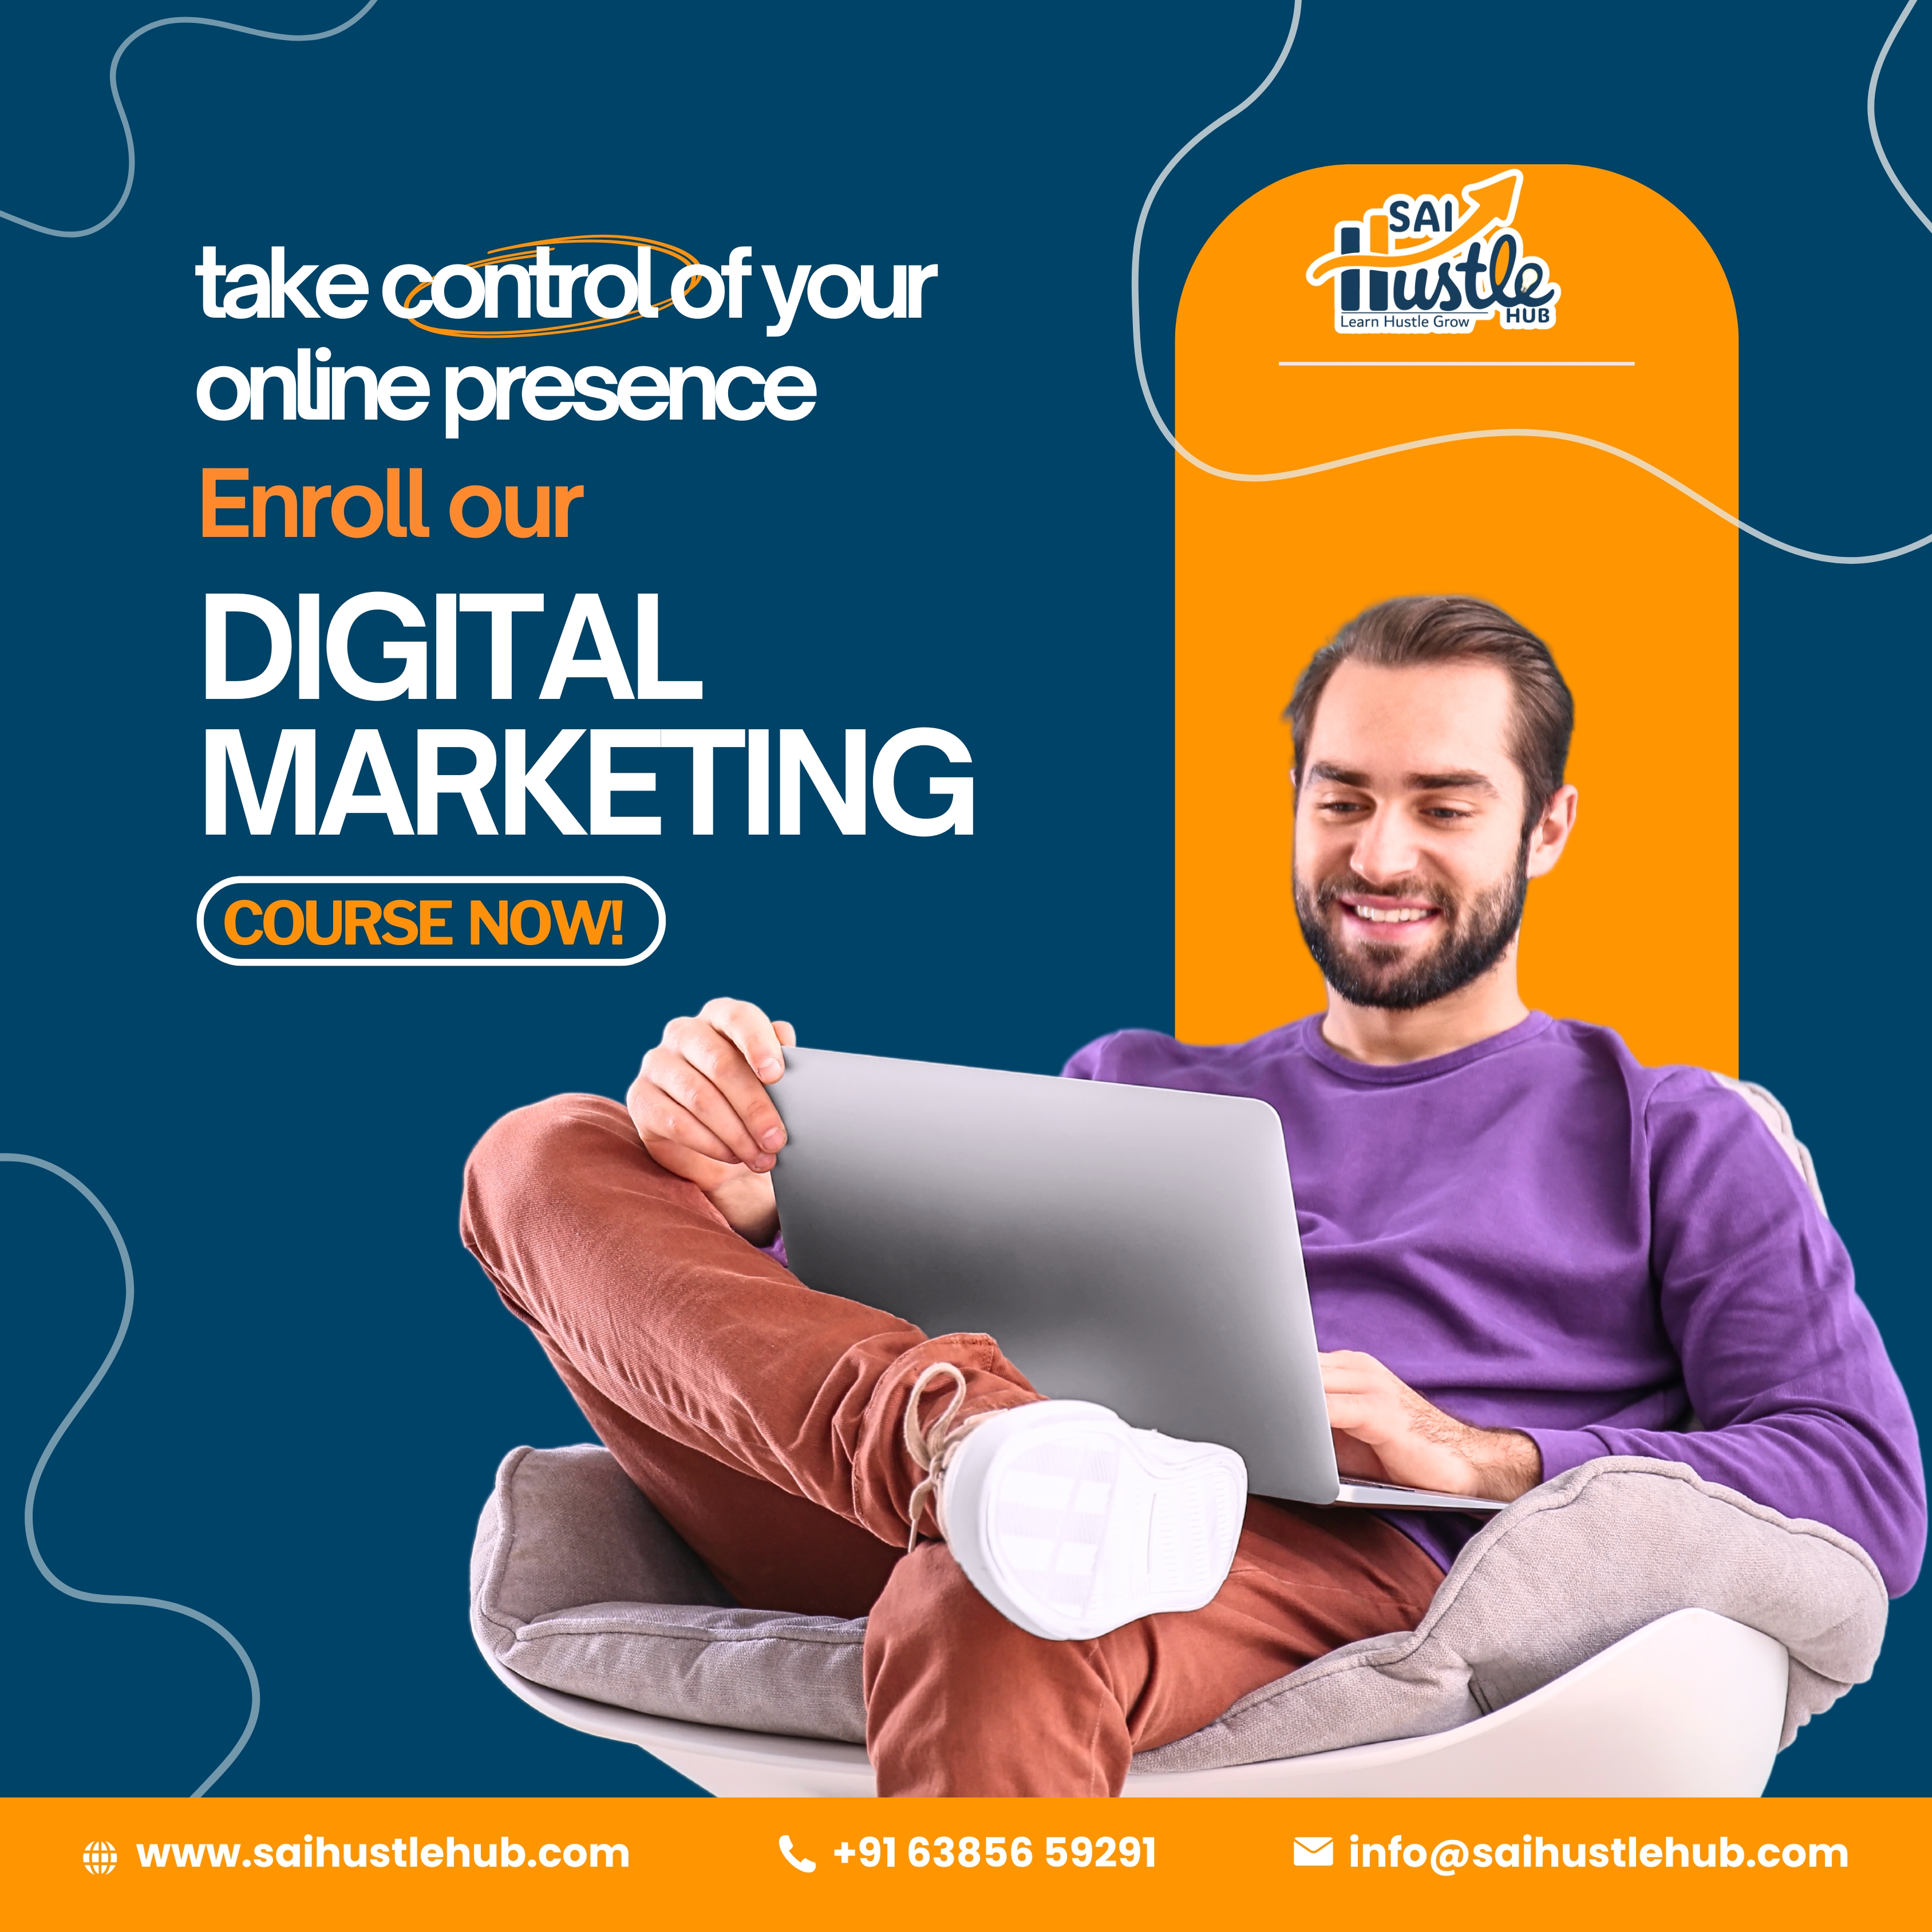 take control of your
online presence
Enroll our
DIGITAL
MARKETING
COURSE NOW!
SAI
Hustle
HUB
Learn Hustle Grow
www.saihustlehub.com
+91 63856 59291
info@saihustlehub.com